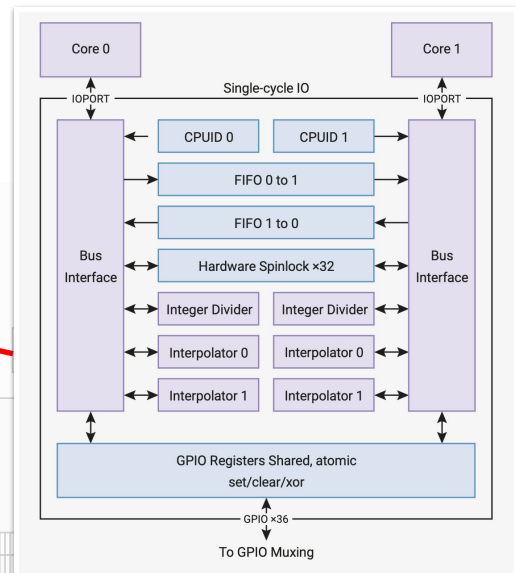 Core 0
Core 1
Single-cycle IO
IOPORT
IOPORT
CPUID 0
CPUID 1
FIFO 0 to 1
FIFO 1 to 0
Bus
Interface
Hardware Spinlock ×32
Bus
Interface
Integer Divider
Integer Divider
Interpolator 0
Interpolator 0
Interpolator 1
Interpolator 1
GPIO Registers Shared, atomic
set/clear/xor
GPIO ×36
To GPIO Muxing